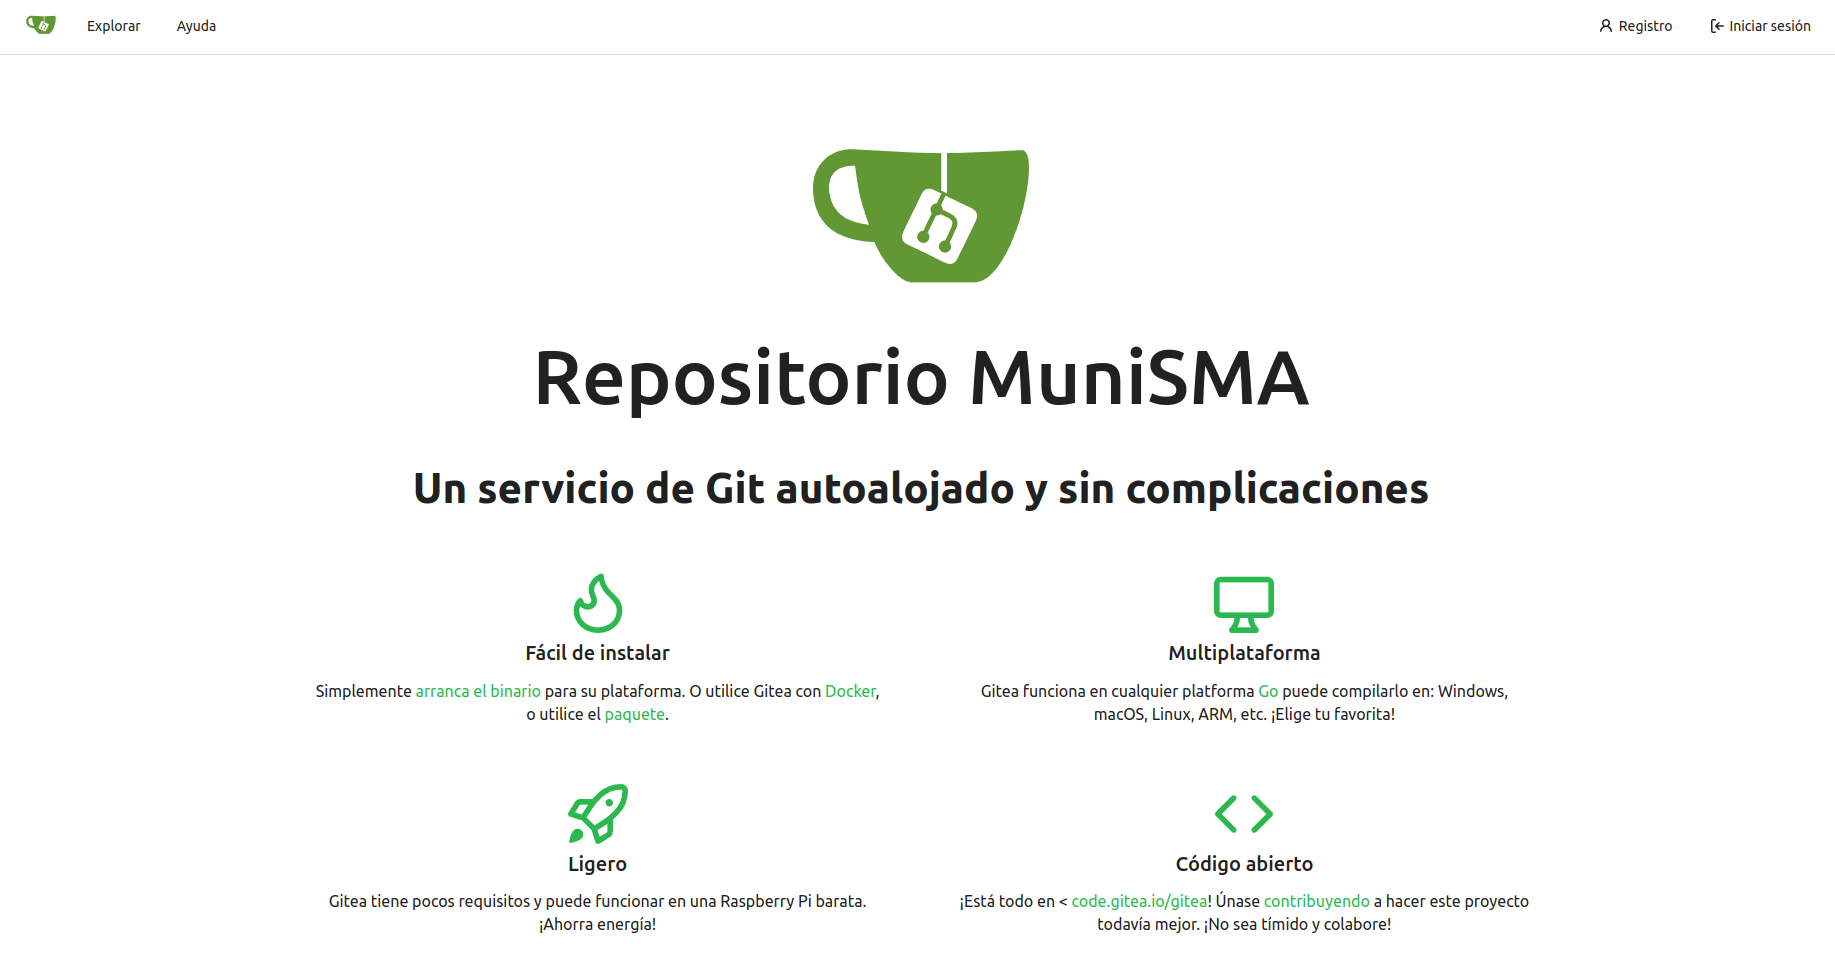 Explorar
Ayuda
Registro
Iniciar sesión
Repositorio MuniSMA
Un servicio de Git autoalojado y sin complicaciones
Fácil de instalar
Simplemente arranca el binario para su plataforma. O utilice Gitea con Docker,
o utilice el paquete.
Multiplataforma
Gitea funciona en cualquier platforma Go puede compilarlo en: Windows,
macOS, Linux, ARM, etc. ¡Elige tu favorita!
Ligero
Gitea tiene pocos requisitos y puede funcionar en una Raspberry Pi barata.
¡Ahorra energía!
Código abierto
¡Está todo en < code.gitea.io/gitea! Únase contribuyendo a hacer este proyecto
todavía mejor. ¡No sea tímido y colabore!